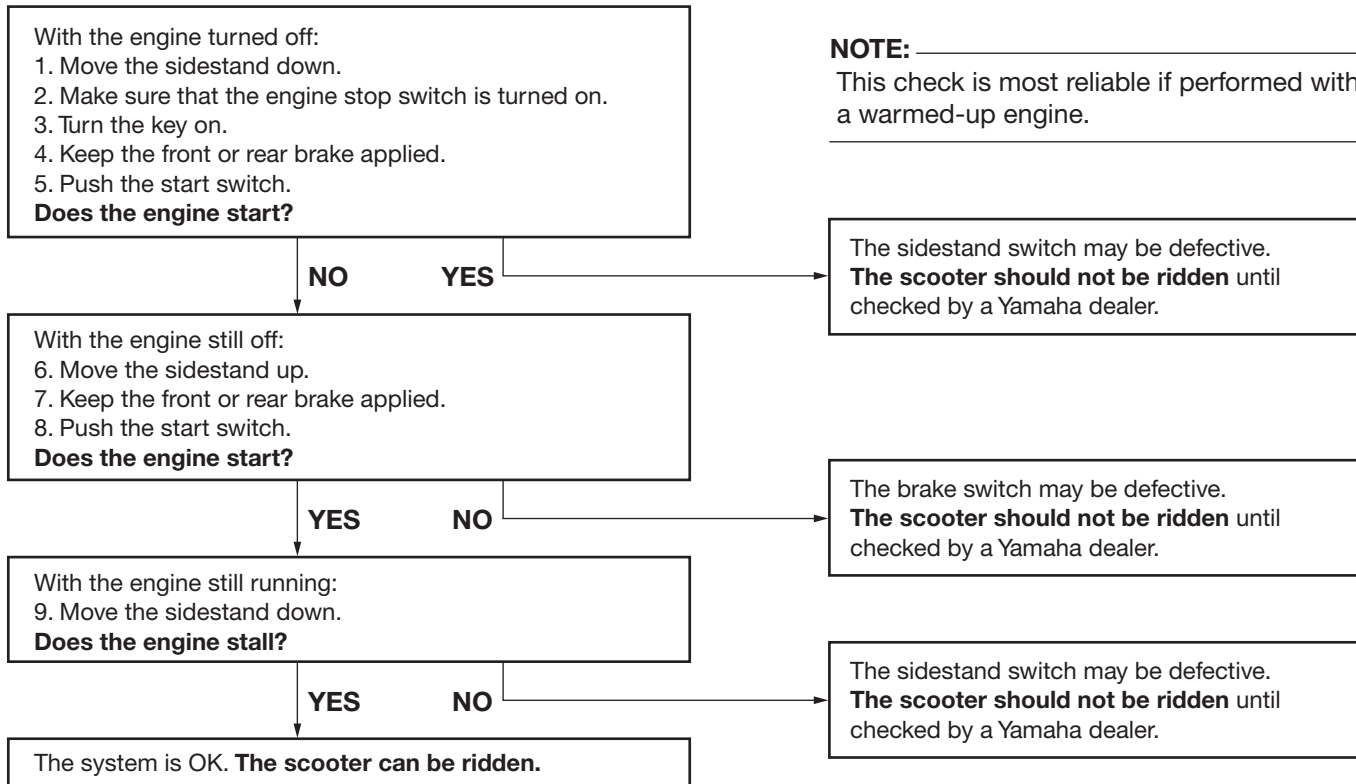 With the engine turned off:
1. Move the sidestand down.
2. Make sure that the engine stop switch is turned on.
3. Turn the key on.
4. Keep the front or rear brake applied.
5. Push the start switch.
Does the engine start?
NOTE:
This check is most reliable if performed with
a warmed-up engine.
NO
YES
The sidestand switch may be defective.
The scooter should not be ridden until
checked by a Yamaha dealer.
With the engine still off:
6. Move the sidestand up.
7. Keep the front or rear brake applied.
8. Push the start switch.
Does the engine start?
YES
NO
The brake switch may be defective.
The scooter should not be ridden until
checked by a Yamaha dealer.
With the engine still running:
9. Move the sidestand down.
Does the engine stall?
YES
NO
The sidestand switch may be defective.
The scooter should not be ridden until
checked by a Yamaha dealer.
The system is OK. The scooter can be ridden.